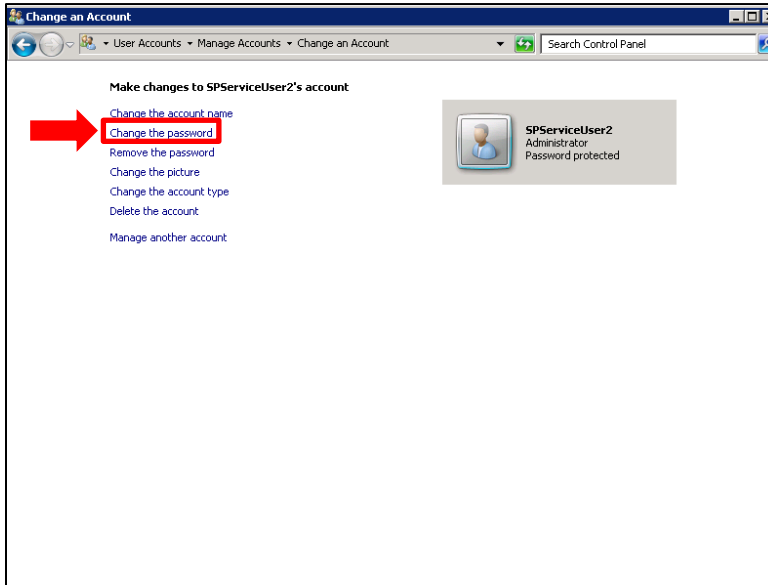 Change an Account
User Accounts Manage Accounts Change an Account
Search Control Panel
Make changes to SPServiceUser2's account
Change the account name
Change the password
Remove the password
Change the picture
Change the account type
Delete the account
Manage another account
SPServiceUser2
Administrator
Password protected